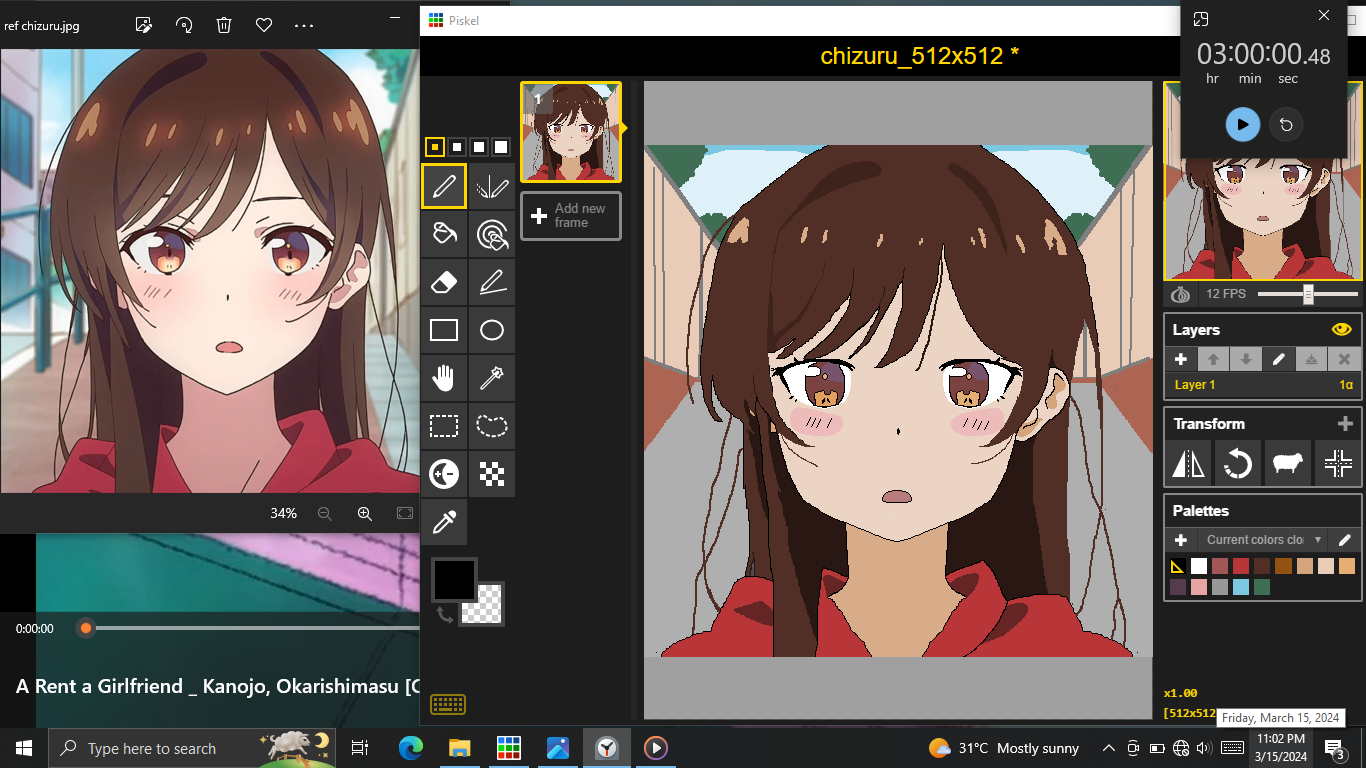 ref chizuru.jpg
Piskel
chizuru_512x512 *
03:00:00.48
hr min sec
1
Add new
frame
12 FPS
Layers
Layer 1
1α
Transform
Palettes
Current colors clo
34%
0:00:00
A Rent a Girlfriend _ Kanojo, Okarishimasu [C
x1.00
[512x512
Friday, March 15, 2024
Type here to search
31°C Mostly sunny
11:02 PM
3/15/2024
3